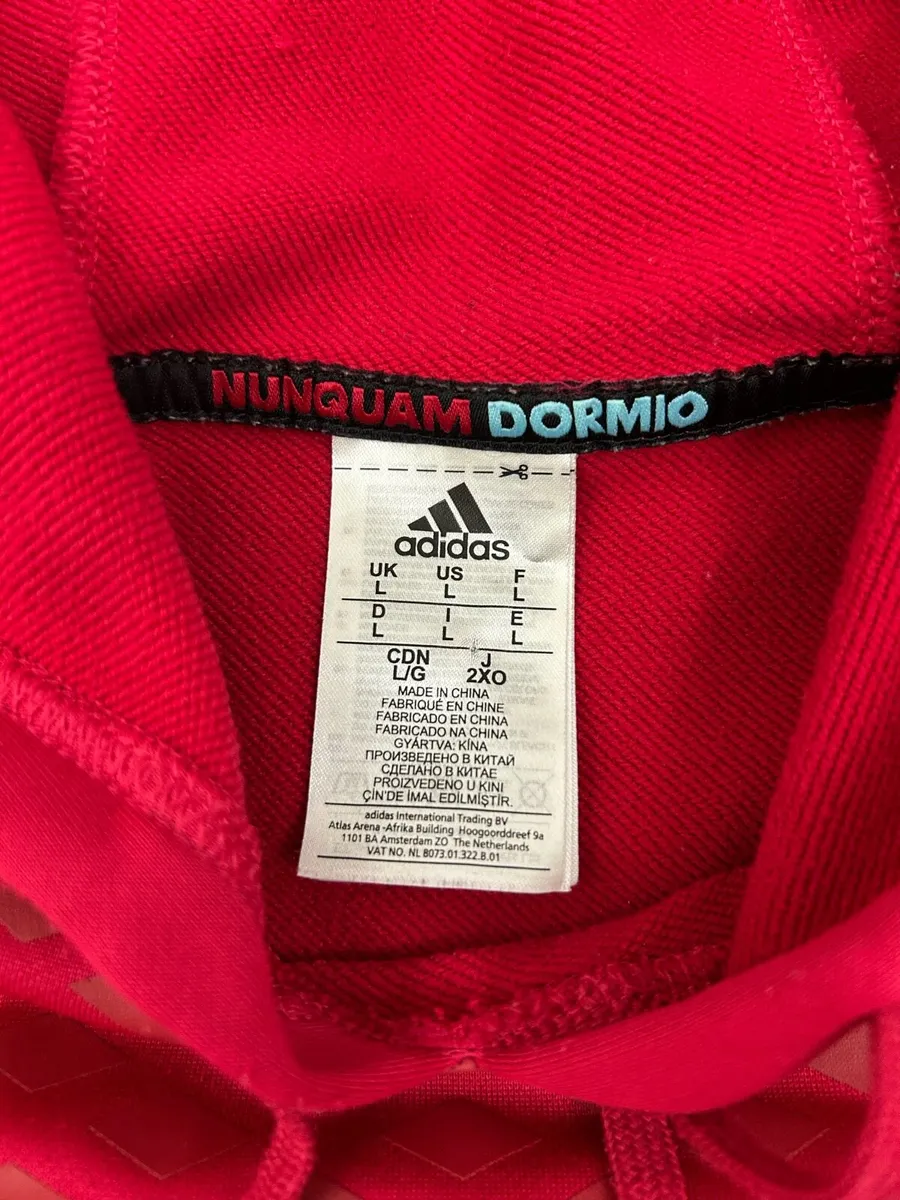 NUNQUAM DORMIO
adidas
UK US F
L L L
D I E
L L L
CDN J
L/G 2XO
MADE IN CHINA
FABRIQUÉ EN CHINE
FABRICADO EN CHINA
FABRICADO NA CHINA
GYÁRTVA: KÍNA
ПРОИЗВЕДЕНО В КИТАЙ
СДЕЛАНО В КИТАЕ
PROIZVEDENO U KINI
ÇİN'DE İMAL EDİLMİŞTİR.
adidas International Trading BV
Atlas Arena -Afrika Building Hoogoorddreef 9a
1101 BA Amsterdam ZO The Netherlands
VAT NO. NL 8073.01.322.B.01